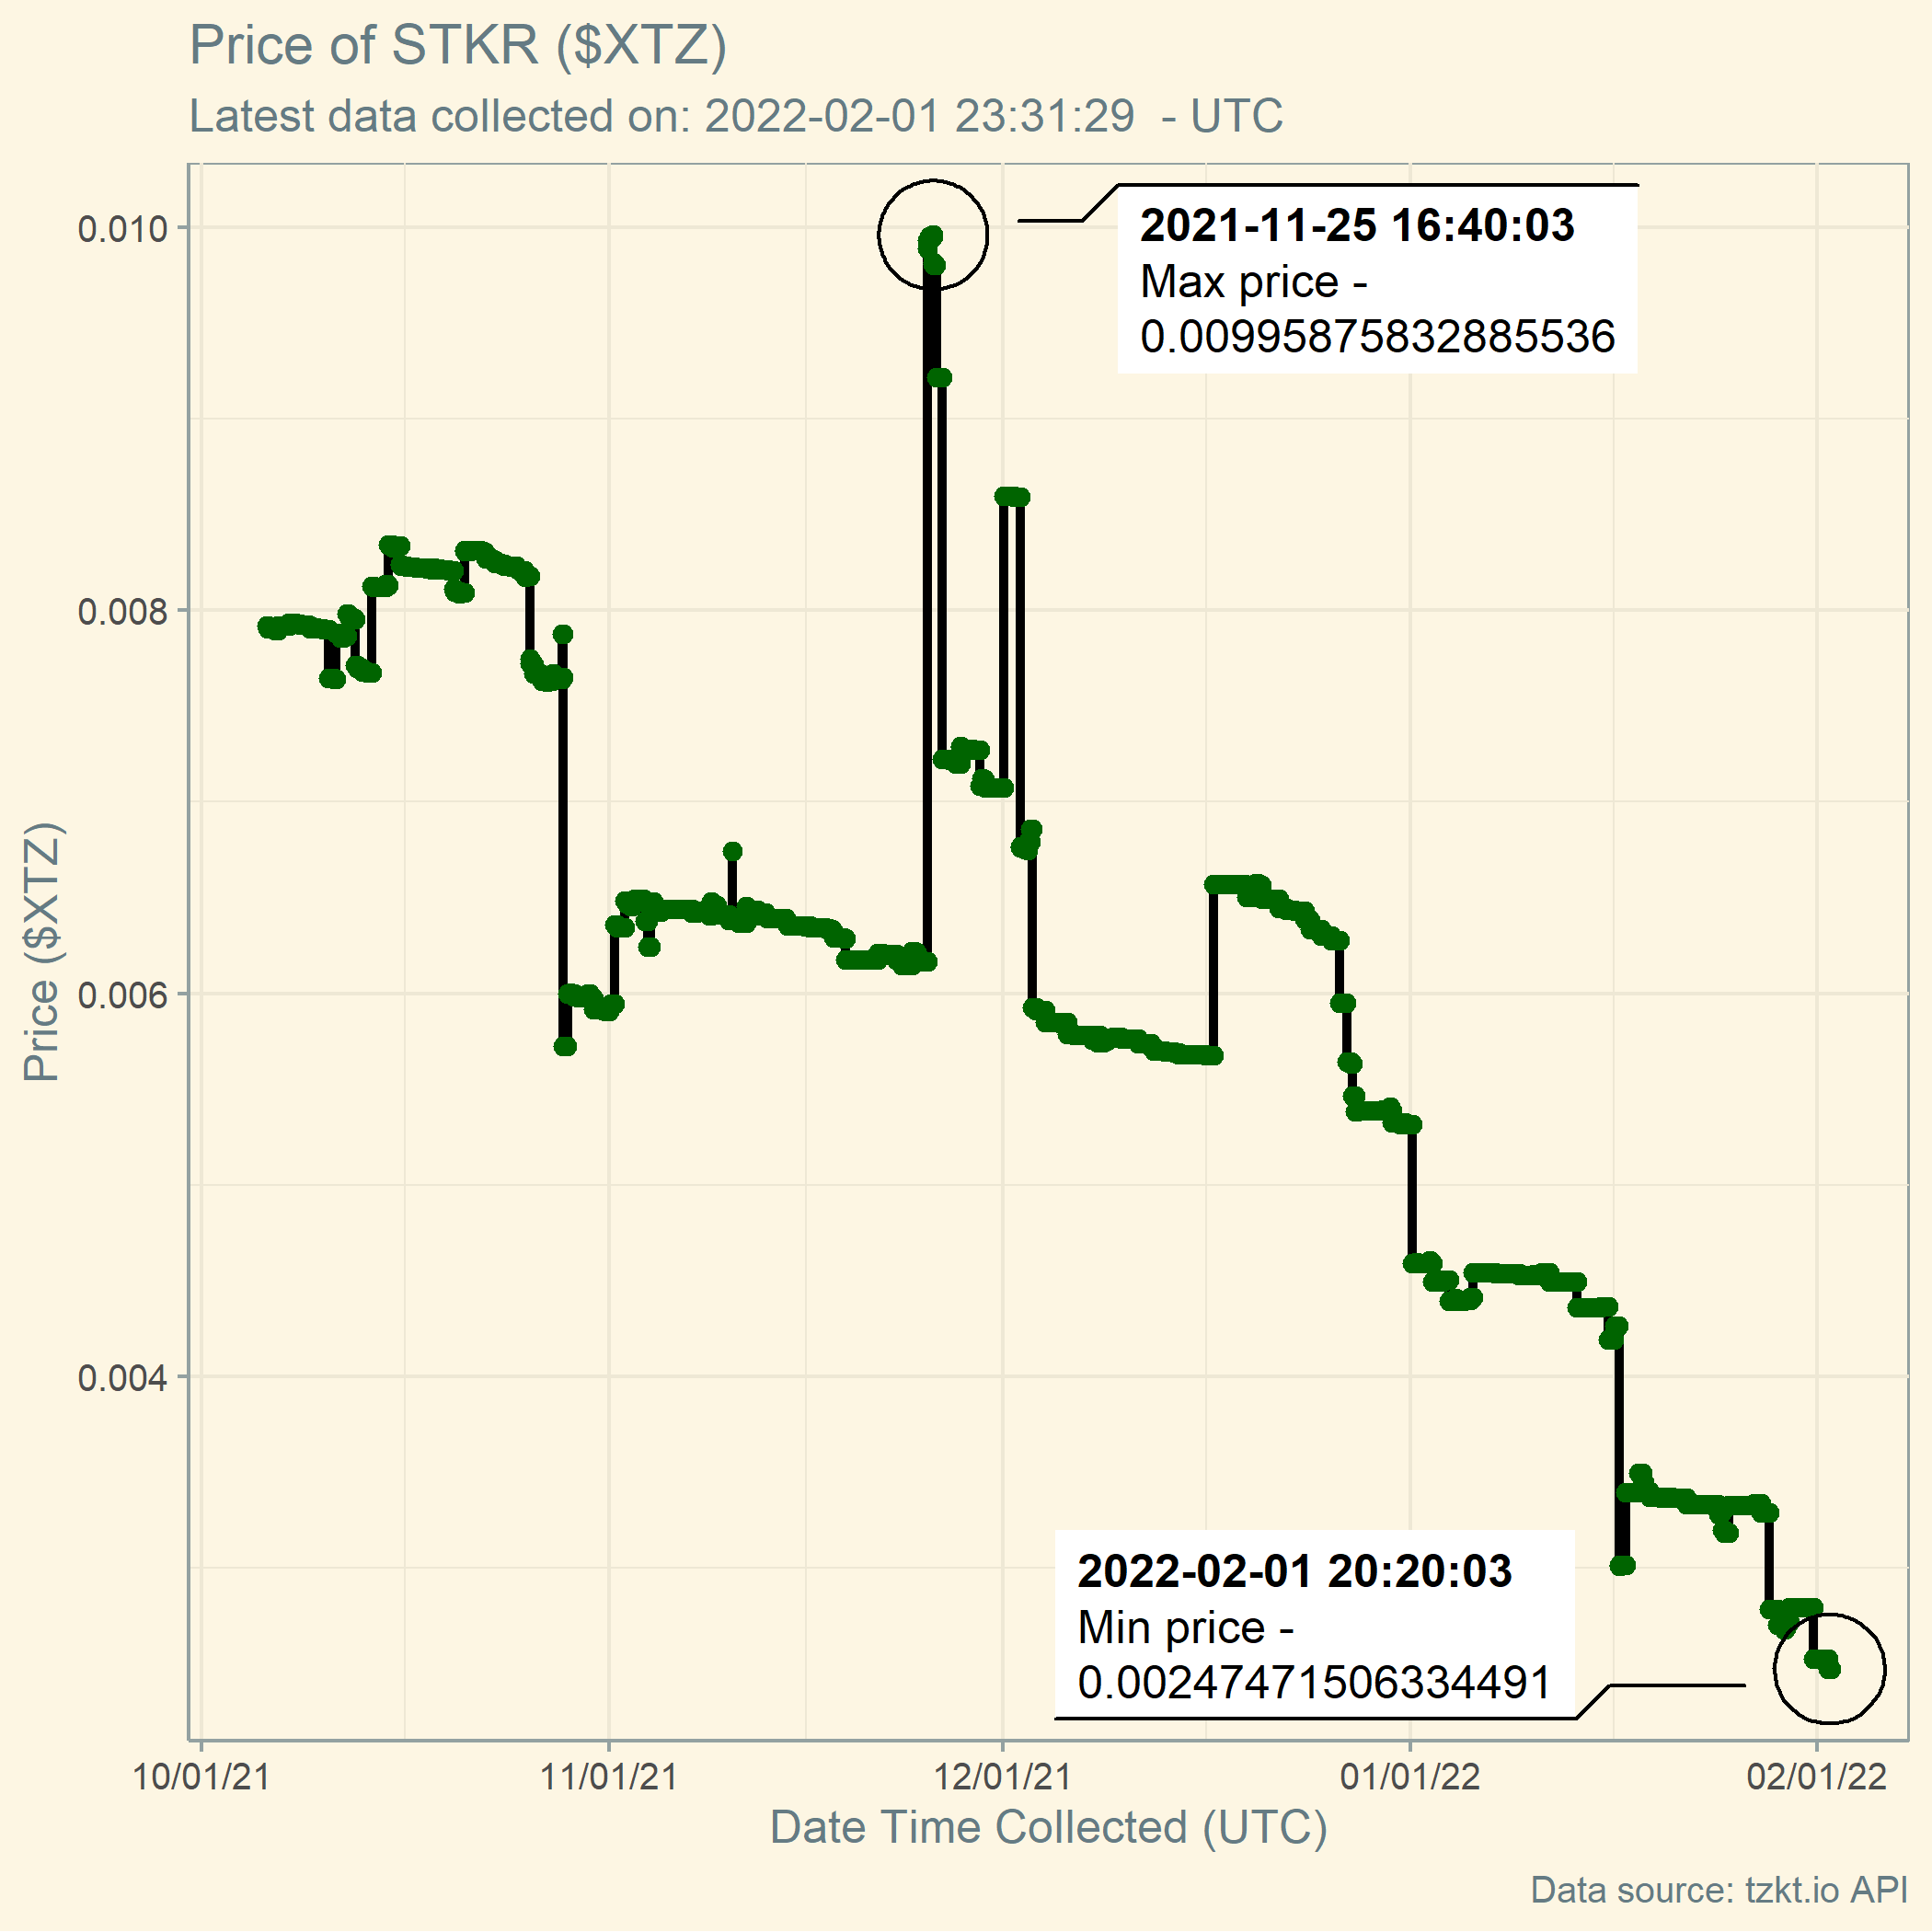 Price of STKR ($XTZ)
Latest data collected on: 2022-02-01 23:31:29  - UTC
0.010
0.008
0.006
0.004
Price ($XTZ)
2021-11-25 16:40:03
Max price -
0.00995875832885536
2022-02-01 20:20:03
Min price -
0.00247471506334491
10/01/21
11/01/21
12/01/21
01/01/22
02/01/22
Date Time Collected (UTC)
Data source: tzkt.io API